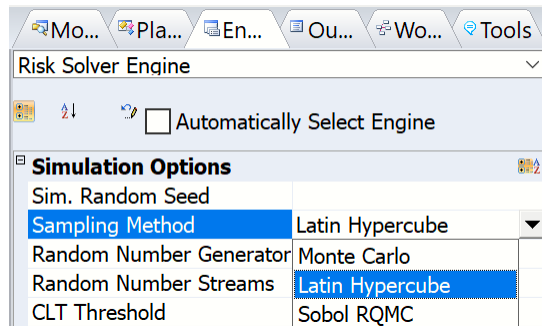 Mo... Pla... En... Ou... Wo... Tools
Risk Solver Engine
Automatically Select Engine
Simulation Options
Sim. Random Seed
Sampling Method Latin Hypercube
Random Number Generator Monte Carlo
Random Number Streams Latin Hypercube
CLT Threshold Sobol RQMC